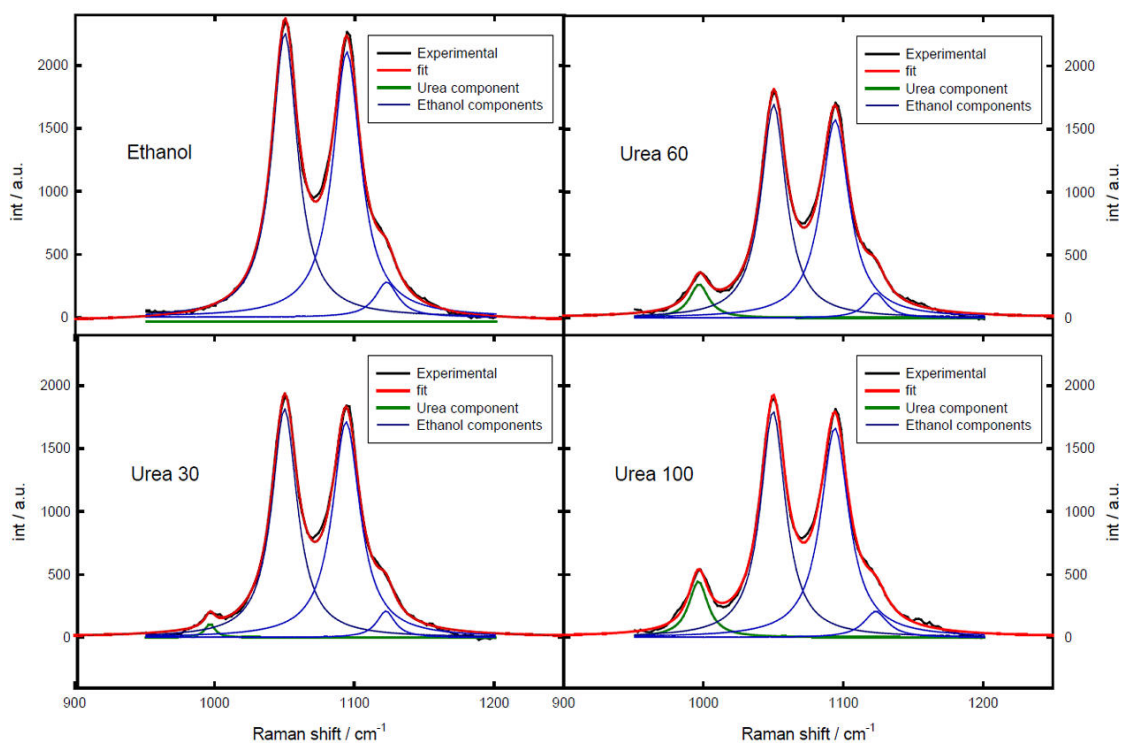 Experimental
fit
Urea component
Ethanol components
Ethanol
int / a.u.
2000
1500
1000
500
0
Experimental
fit
Urea component
Ethanol components
Urea 60
int / a.u.
2000
1500
1000
500
0
Experimental
fit
Urea component
Ethanol components
Urea 30
int / a.u.
2000
1500
1000
500
0
900 1000 1100 1200
Raman shift / cm-1
Experimental
fit
Urea component
Ethanol components
Urea 100
int / a.u.
2000
1500
1000
500
0
900 1000 1100 1200
Raman shift / cm-1